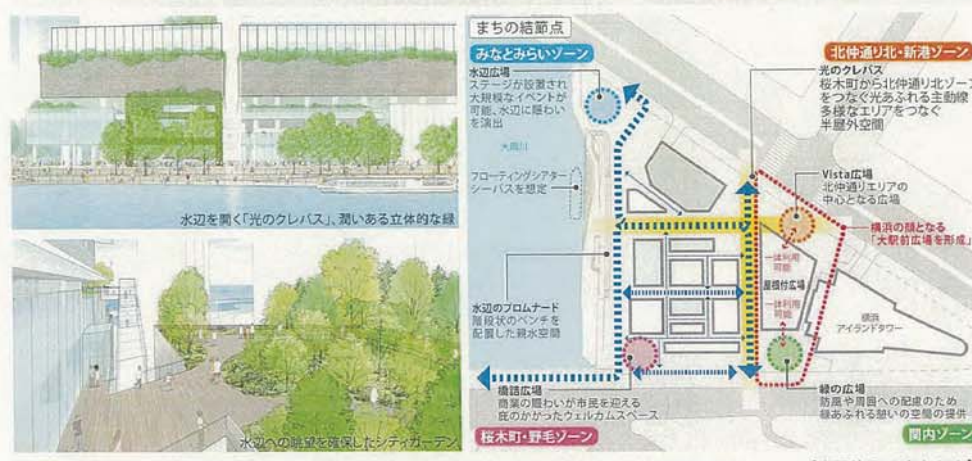 水辺を開く「光のクレバス」、潤いある立体的な緑
水辺への眺望を確保したシティガーデン
まちの結節点
みなとみらいゾーン
水辺広場
ステージが設置され
大規模なイベントが
可能、水辺に賑わい
を演出
大岡川
フローティングシアター
シーバスを想定
水辺のプロムナード
階段状のベンチを
配置した親水空間
橋詰広場
商業の賑わいが市民を迎える
庇のかかったウェルカムスペース
桜木町・野毛ゾーン
北仲通り北・新港ゾーン
光のクレバス
桜木町から北仲通り北ゾーン
をつなぐ光あふれる主動線
多様なエリアをつなぐ
半屋外空間
Vista広場
北仲通りエリアの
中心となる広場
横浜の顔となる
「大駅前広場を形成」
一体利用
可能
屋根付広場
一体利用
可能
横浜
アイランドタワー
緑の広場
防風や周囲への配慮のため
緑あふれる憩いの空間の提供
関内ゾーン